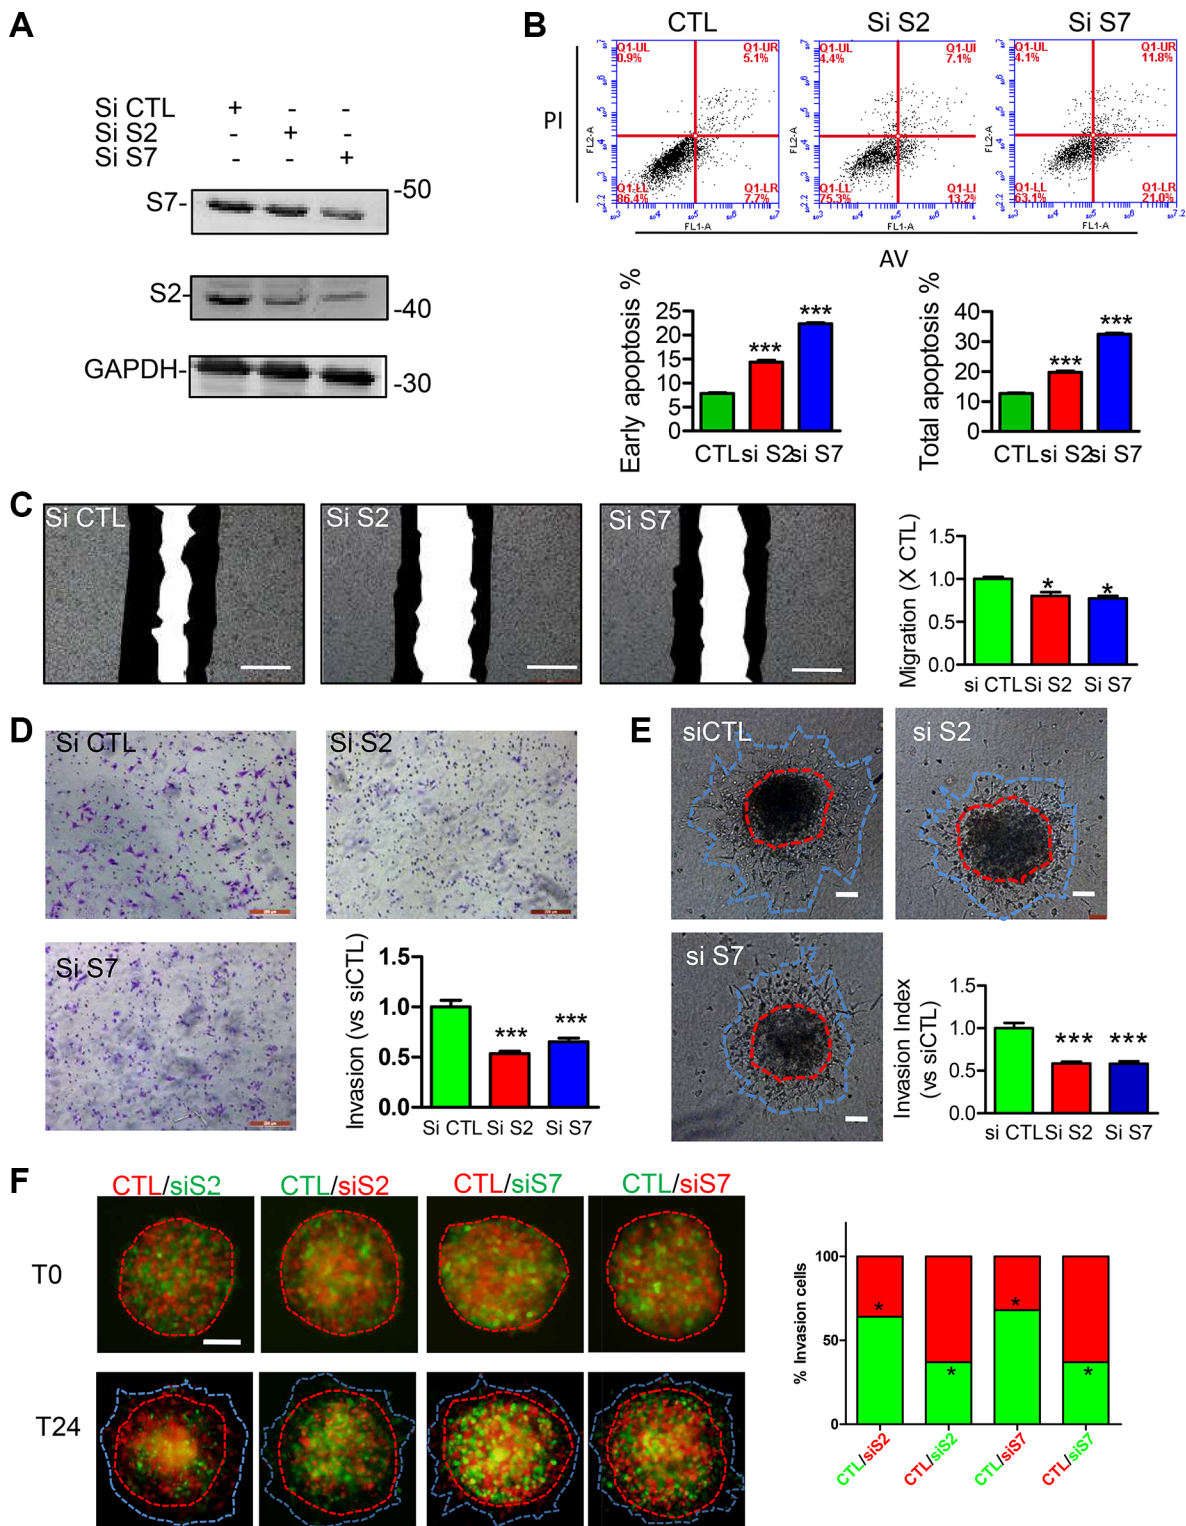 A
Si CTL + - -
Si S2 - + -
Si S7 - - +
S7-
-50
S2-
-40
GAPDH-
-30
B
CTL Si S2 Si S7
PI
Q1-UL Q1-UR
0.9% 5.1%
Q1-LL Q1-LR
86.4% 7.7%
FL2-A
FL1-A
Q1-UL Q1-UI
4.4% 7.1%
Q1-LL Q1-LI
75.3% 13.2%
FL2-A
FL1-A
Q1-UL Q1-UR
4.1% 11.8%
Q1-LL Q1-LR
63.1% 21.0%
FL2-A
FL1-A
AV
Early apoptosis %
25
20
15
10
5
0
*** ***
CTL si S2 si S7
Total apoptosis %
40
30
20
10
0
*** ***
CTL si S2 si S7
C
Si CTL
Si S2
Si S7
Migration (X CTL)
1.5
1.0
0.5
0.0
* *
si CTL Si S2 Si S7
D
Si CTL
Si S2
Si S7
Invasion (vs siCTL)
1.5
1.0
0.5
0.0
*** ***
Si CTL Si S2 Si S7
E
siCTL
si S2
si S7
Invasion Index
(vs siCTL)
1.5
1.0
0.5
0.0
*** ***
si CTL Si S2 Si S7
F
CTL/siS2 CTL/siS2 CTL/siS7 CTL/siS7
T0
T24
% Invasion cells
100
50
0
* * * *
CTL/siS2 CTL/siS2 CTL/siS7 CTL/siS7